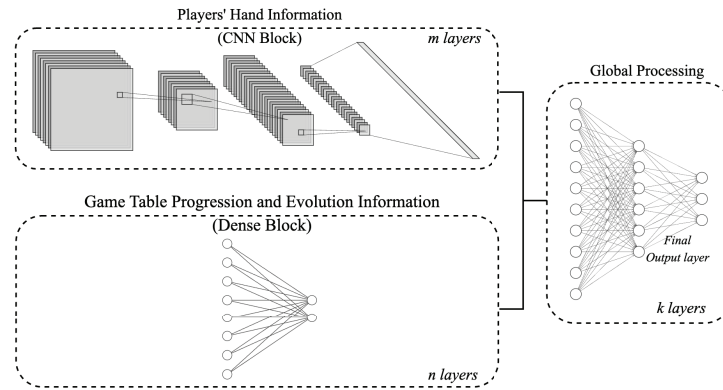 Players' Hand Information
(CNN Block)
m layers
Game Table Progression and Evolution Information
(Dense Block)
n layers
Global Processing
Final
Output layer
k layers